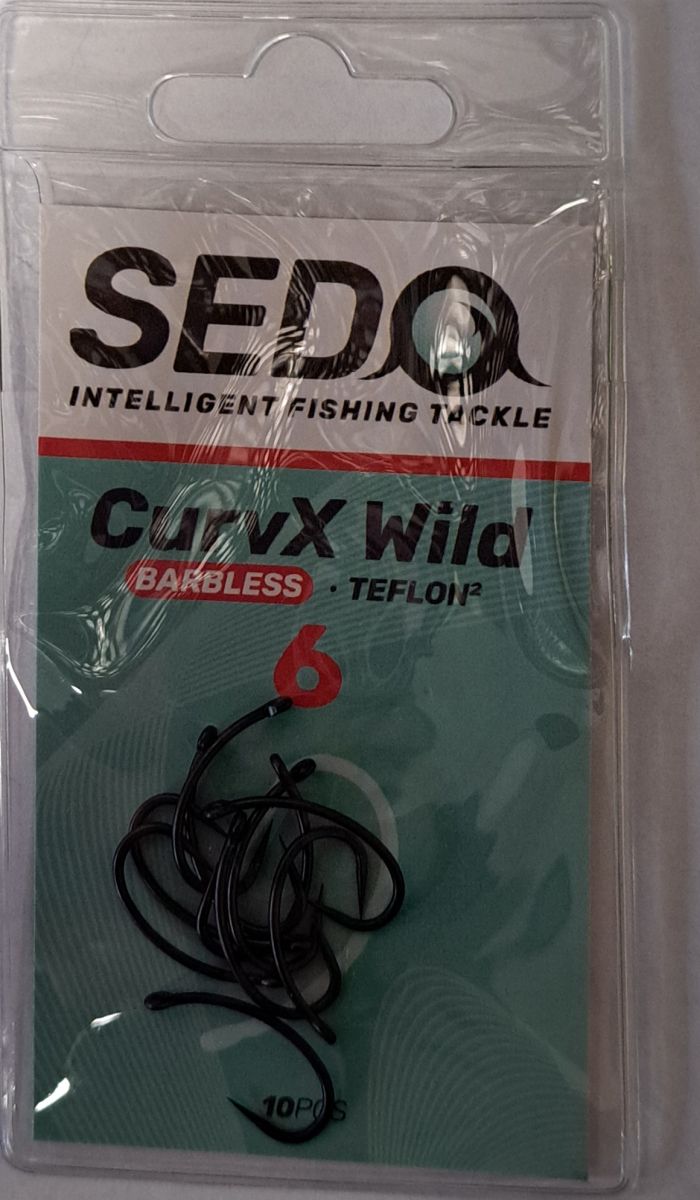 SEDO
INTELLIGENT FISHING TACKLE
CurvX Wild
BARBLESS · TEFLON²
6
10PCS